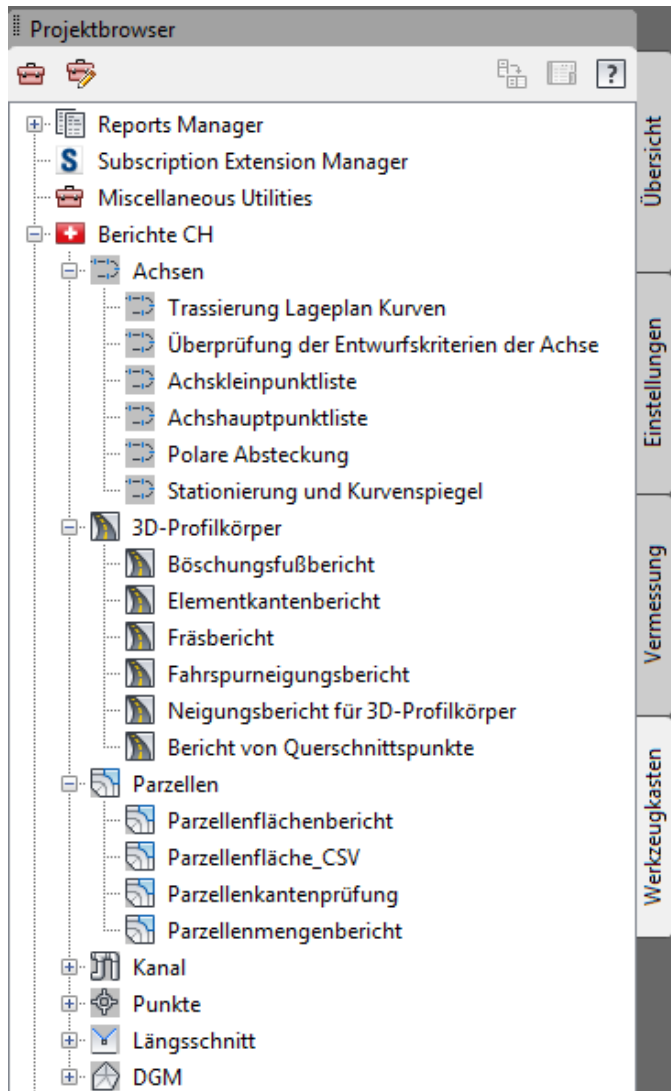 Projektbrowser
?
Reports Manager
S Subscription Extension Manager
Miscellaneous Utilities
Berichte CH
Achsen
Trassierung Lageplan Kurven
Überprüfung der Entwurfskriterien der Achse
Achskleinpunktliste
Achshauptpunktliste
Polare Absteckung
Stationierung und Kurvenspiegel
3D-Profilkörper
Böschungsfußbericht
Elementkantenbericht
Fräsbericht
Fahrspurneigungsbericht
Neigungsbericht für 3D-Profilkörper
Bericht von Querschnittspunkte
Parzellen
Parzellenflächenbericht
Parzellenfläche_CSV
Parzellenkantenprüfung
Parzellenmengenbericht
Kanal
Punkte
Längsschnitt
DGM
Übersicht
Einstellungen
Vermessung
Werkzeugkasten